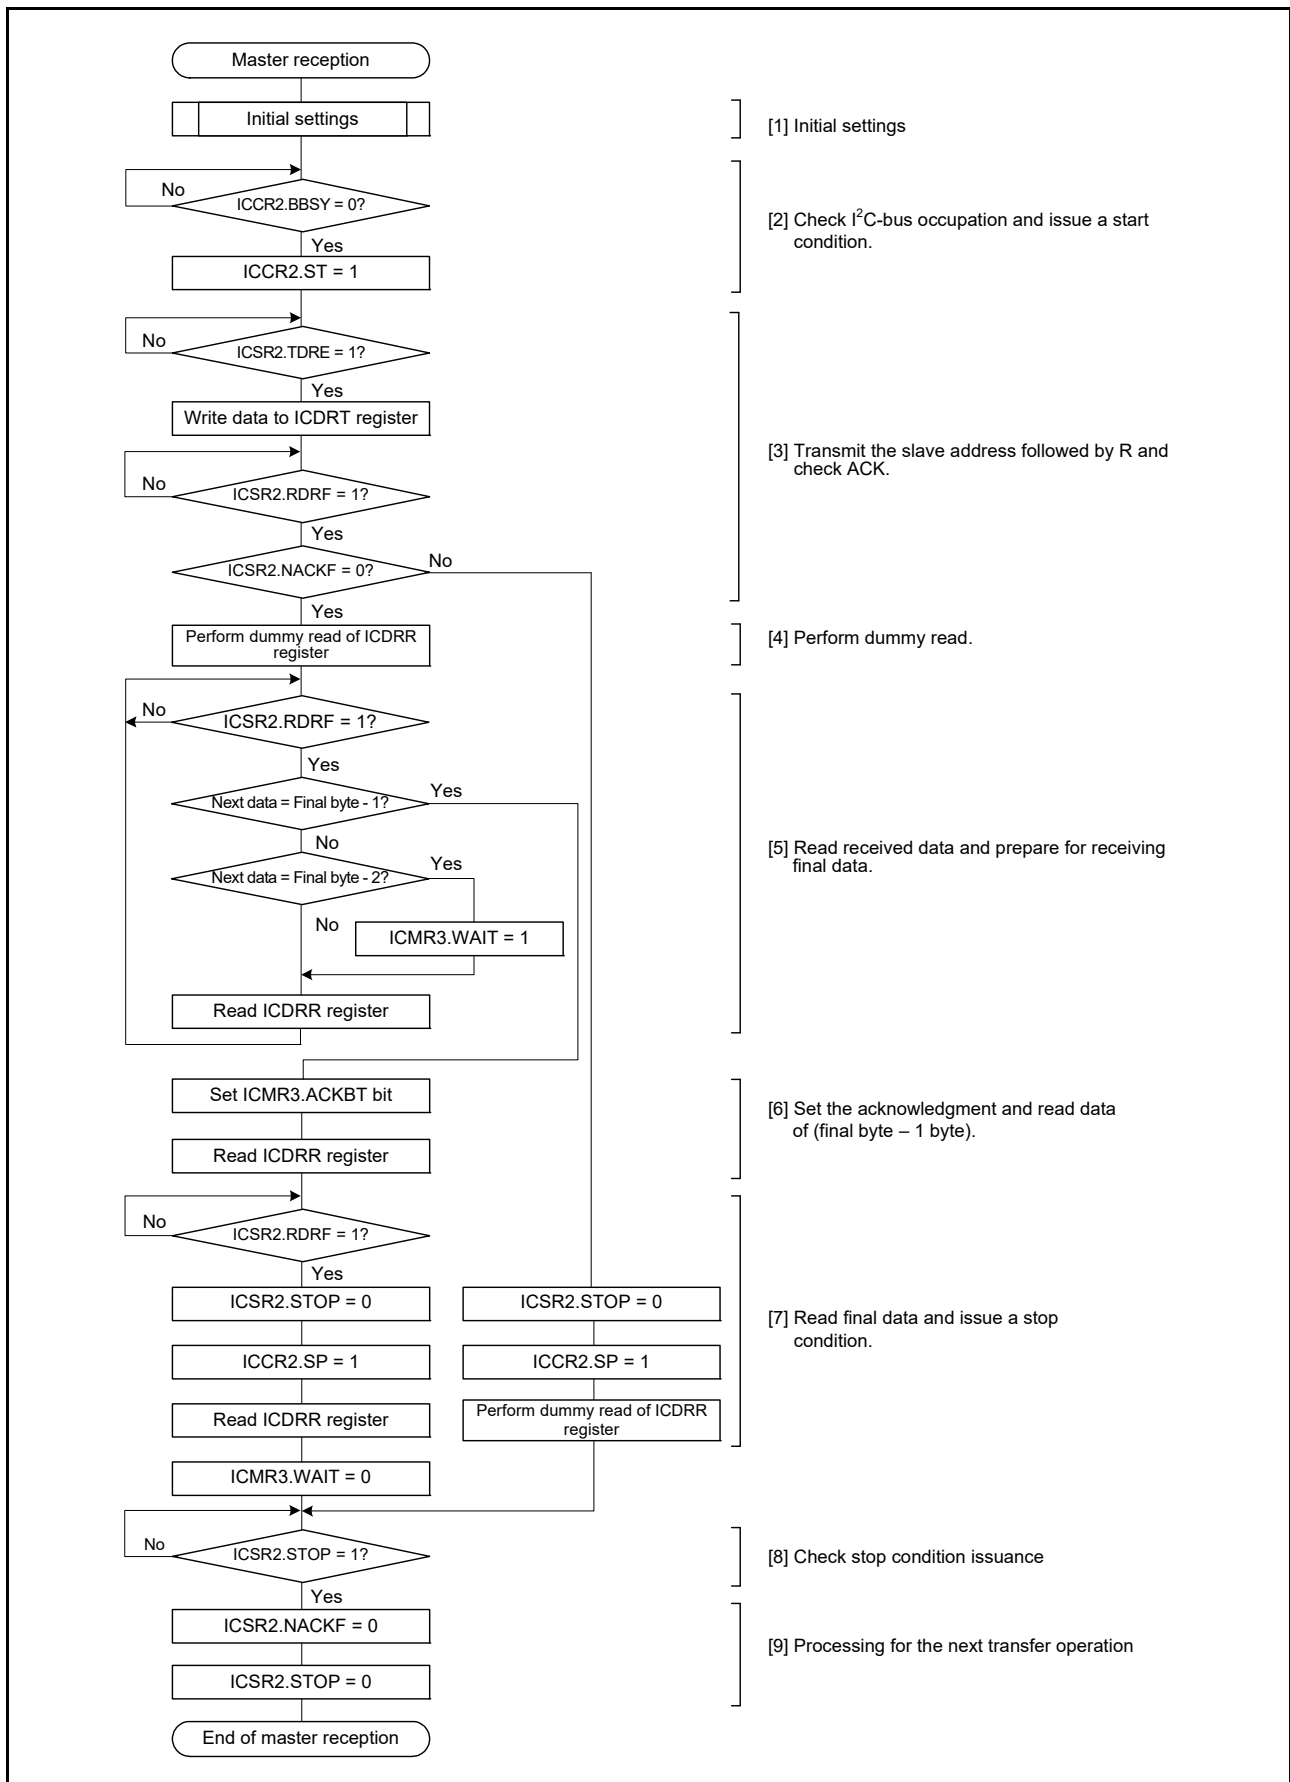 Master reception
Initial settings
[1] Initial settings
No
ICCR2.BBSY = 0?
[2] Check I²C-bus occupation and issue a start
condition.
Yes
ICCR2.ST = 1
No
ICSR2.TDRE = 1?
Yes
Write data to ICDRT register
[3] Transmit the slave address followed by R and
check ACK.
No
ICSR2.RDRF = 1?
Yes
ICSR2.NACKF = 0?
No
Yes
Perform dummy read of ICDRR
register
[4] Perform dummy read.
No
ICSR2.RDRF = 1?
Yes
Next data = Final byte - 1?
Yes
No
[5] Read received data and prepare for receiving
final data.
Next data = Final byte - 2?
Yes
No
ICMR3.WAIT = 1
Read ICDRR register
Set ICMR3.ACKBT bit
[6] Set the acknowledgment and read data
of (final byte – 1 byte).
Read ICDRR register
No
ICSR2.RDRF = 1?
Yes
ICSR2.STOP = 0
ICSR2.STOP = 0
[7] Read final data and issue a stop
condition.
ICCR2.SP = 1
ICCR2.SP = 1
Read ICDRR register
Perform dummy read of ICDRR
register
ICMR3.WAIT = 0
No
ICSR2.STOP = 1?
[8] Check stop condition issuance
Yes
ICSR2.NACKF = 0
[9] Processing for the next transfer operation
ICSR2.STOP = 0
End of master reception